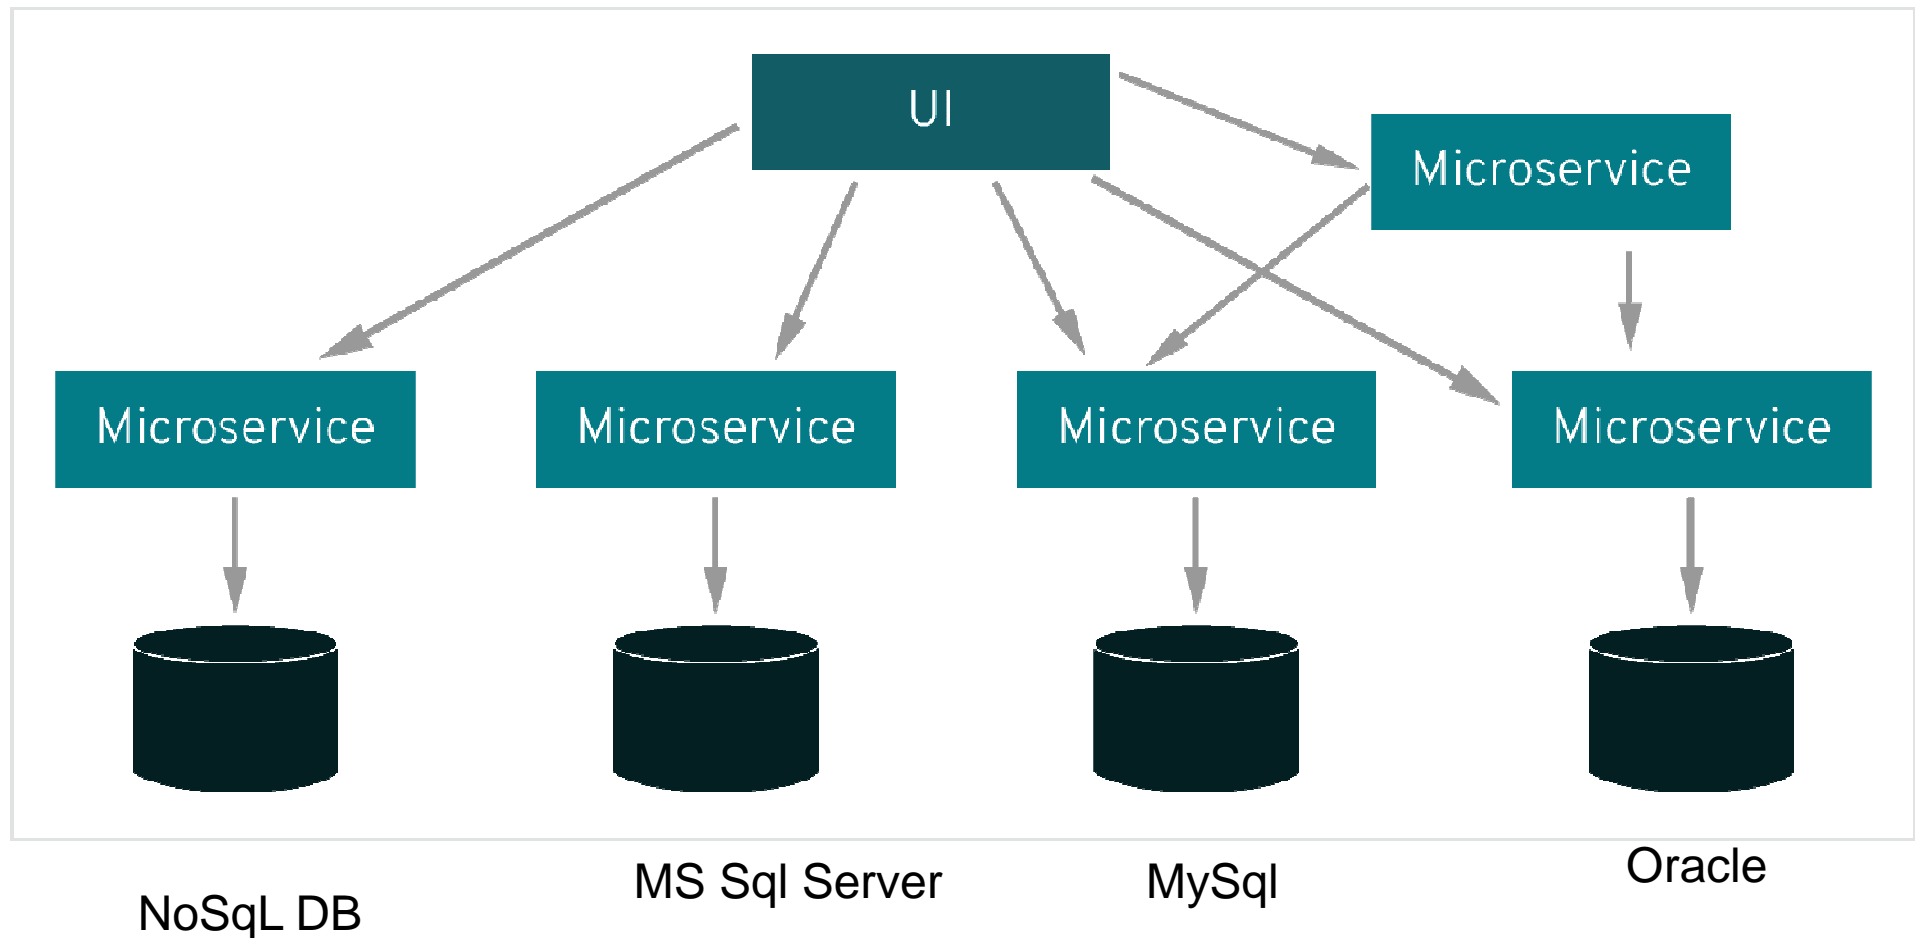 UI
Microservice
Microservice
Microservice
Microservice
Microservice
NoSqL DB
MS Sql Server
MySql
Oracle